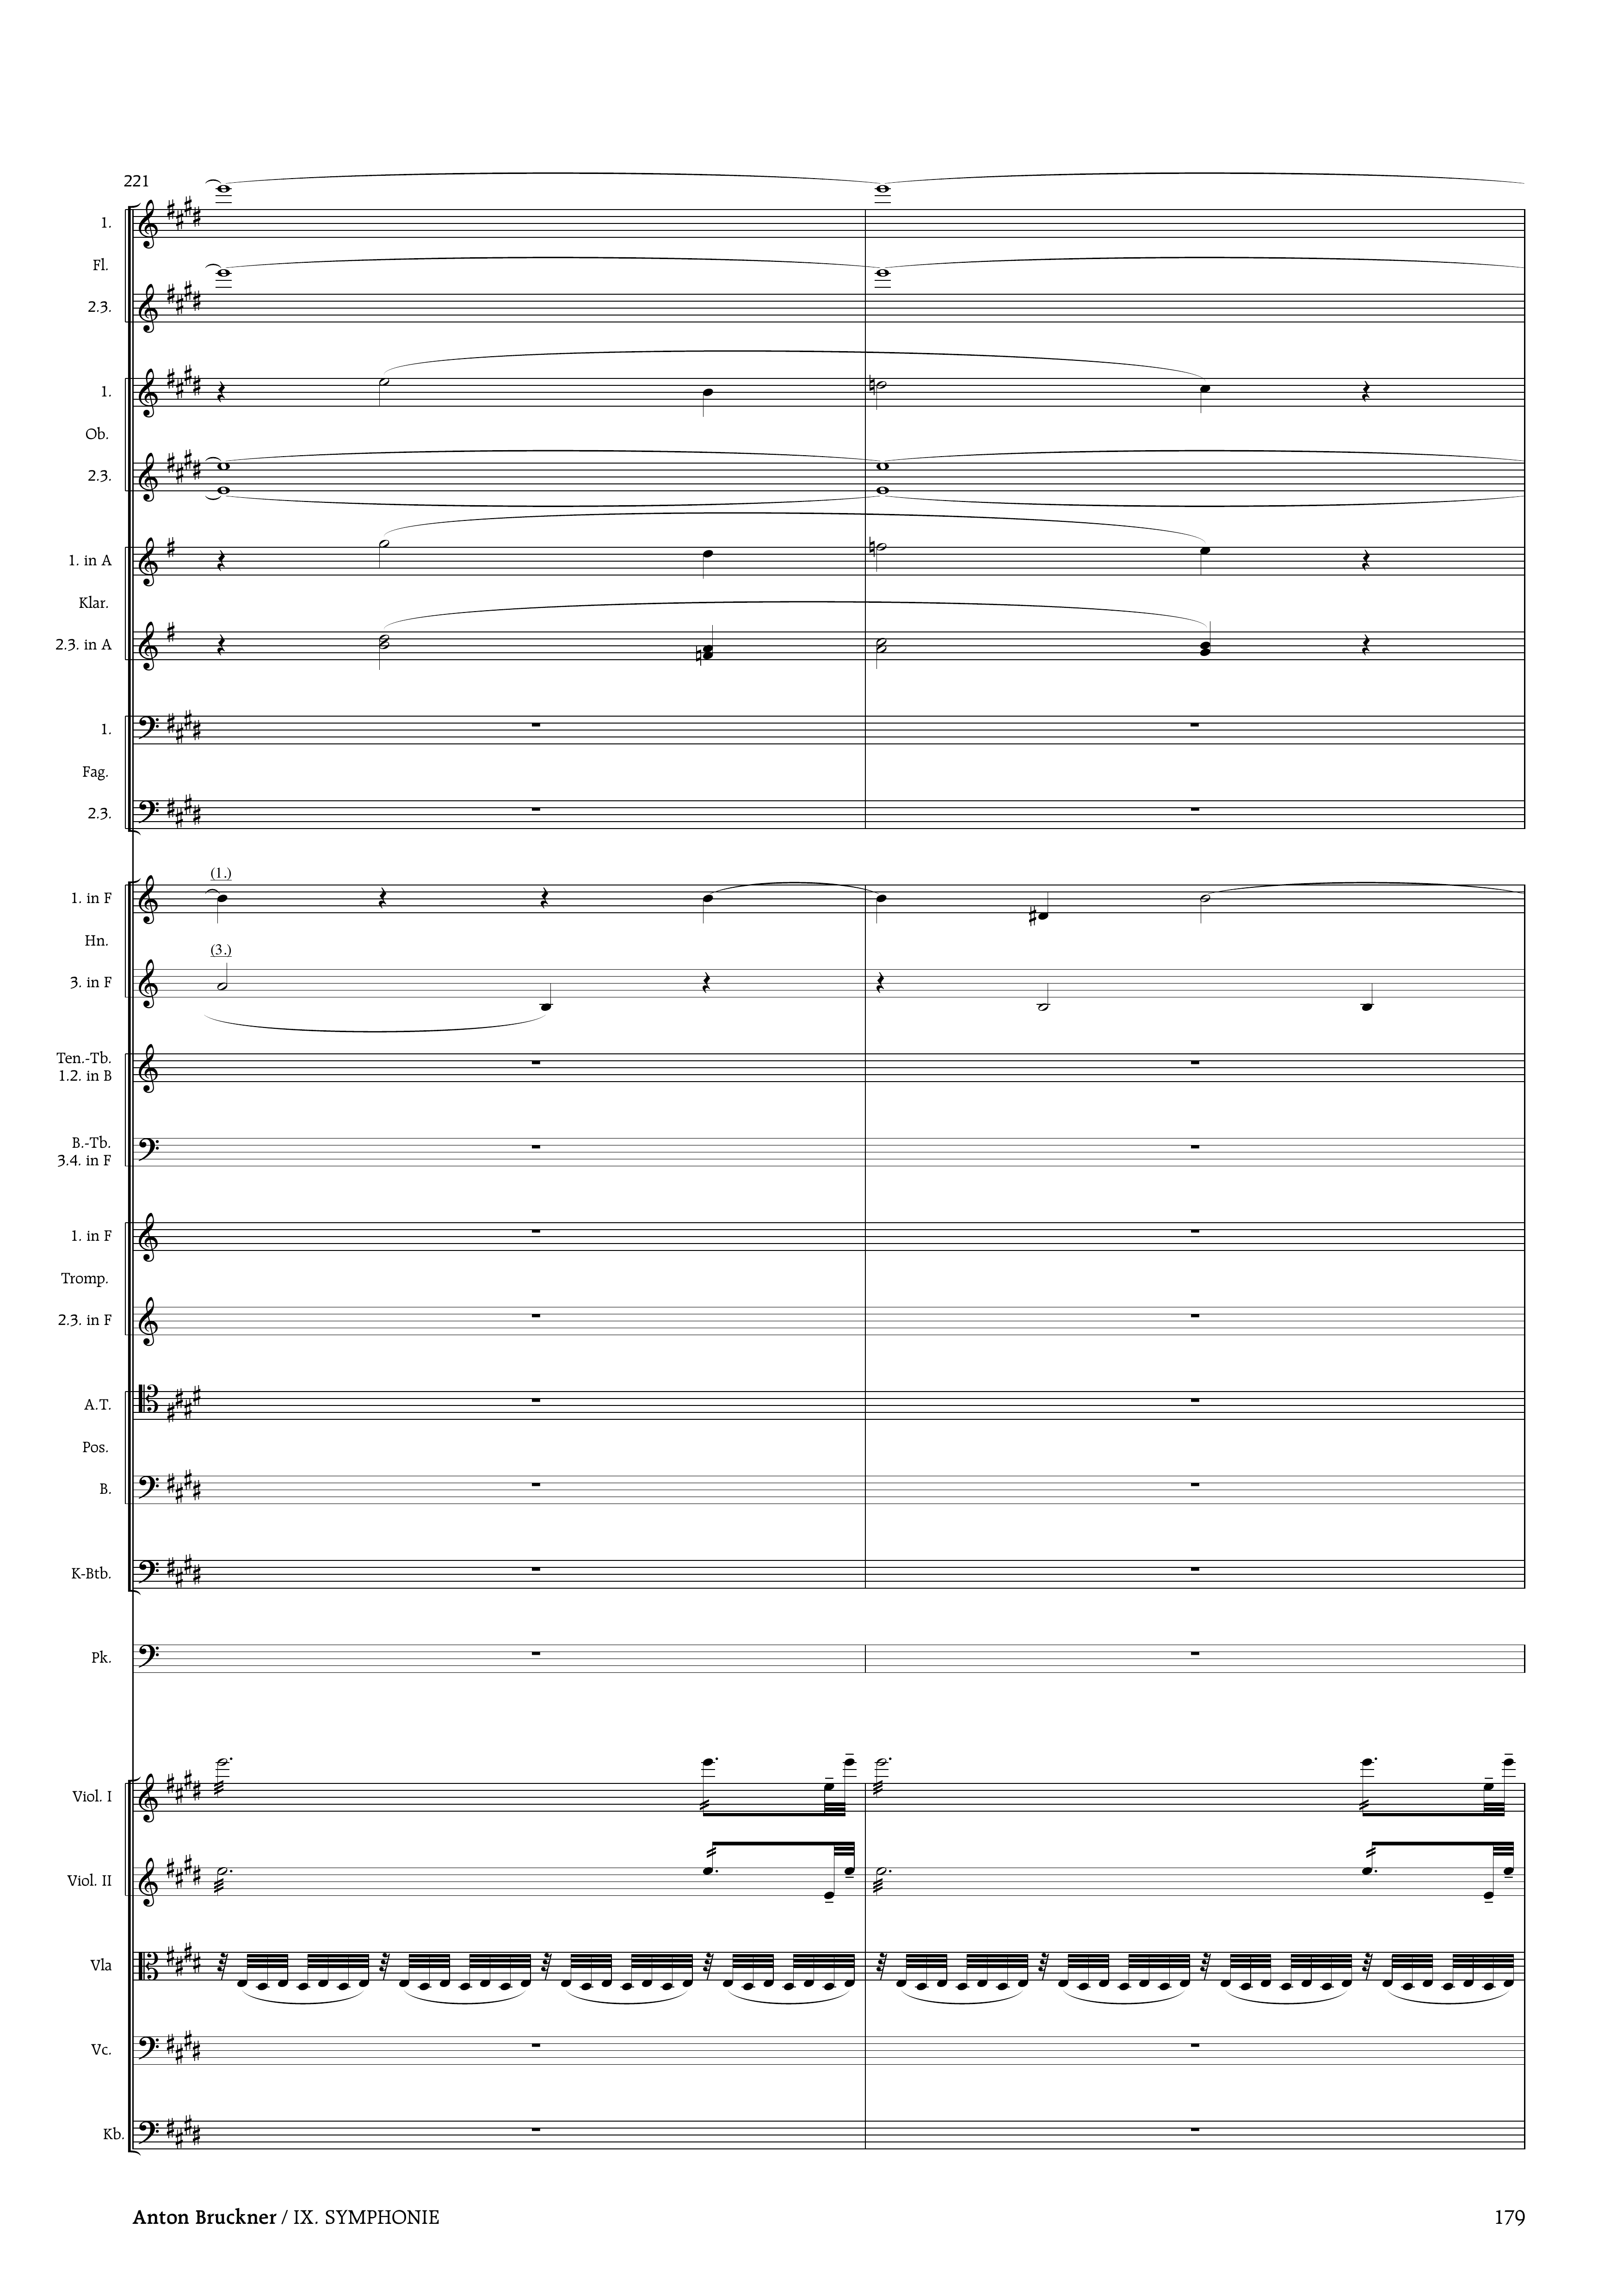 221
1.
Fl.
2.3.
1.
Ob.
2.3.
1. in A
Klar.
2.3. in A
1.
Fag.
2.3.
(1.)
1. in F
Hn.
(3.)
3. in F
Ten.-Tb.
1.2. in B
B.-Tb.
3.4. in F
1. in F
Tromp.
2.3. in F
A.T.
Pos.
B.
K-Btb.
Pk.
Viol. I
Viol. II
Vla
Vc.
Kb.
Anton Bruckner / IX. SYMPHONIE 179